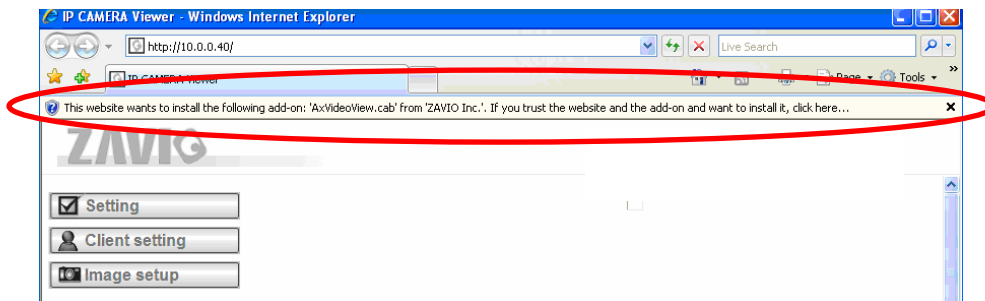 IP CAMERA Viewer - Windows Internet Explorer
http://10.0.0.40/
Live Search
IP CAMERA Viewer
Page
Tools
This website wants to install the following add-on: 'AxVideoView.cab' from 'ZAVIO Inc.'. If you trust the website and the add-on and want to install it, click here...
ZAVIO
Setting
Client setting
Image setup